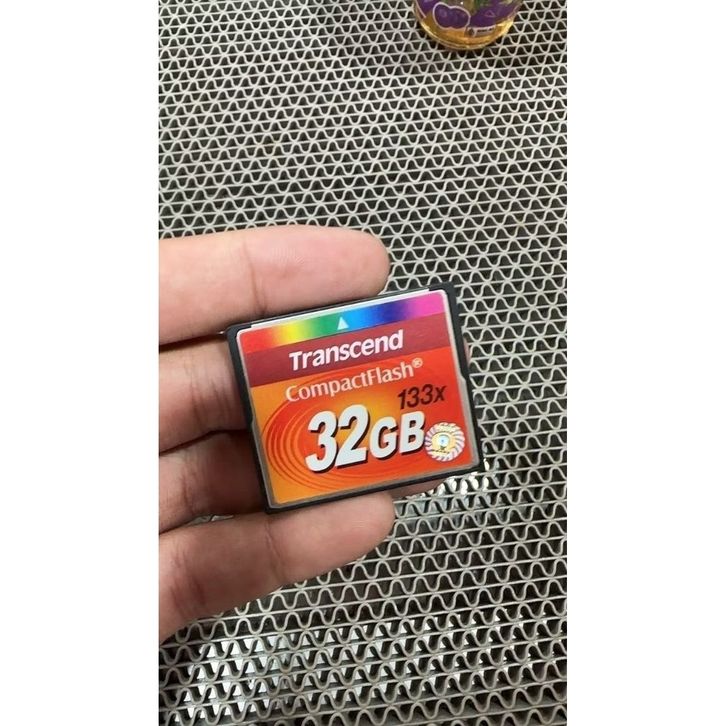 Transcend
CompactFlash®
133x
32GB